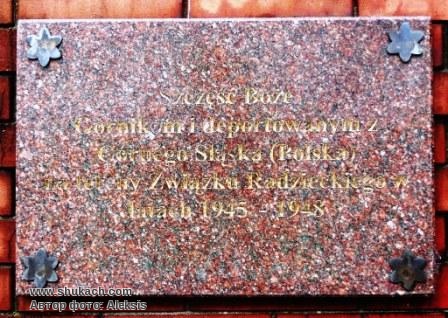 Szczęść Boże
Górnikom i deportowanym z
Górnego Śląska (Polska)
na tereny Związku Radzieckiego w
latach 1945 - 1948
www.shukach.com
Автор фото: Aleksis